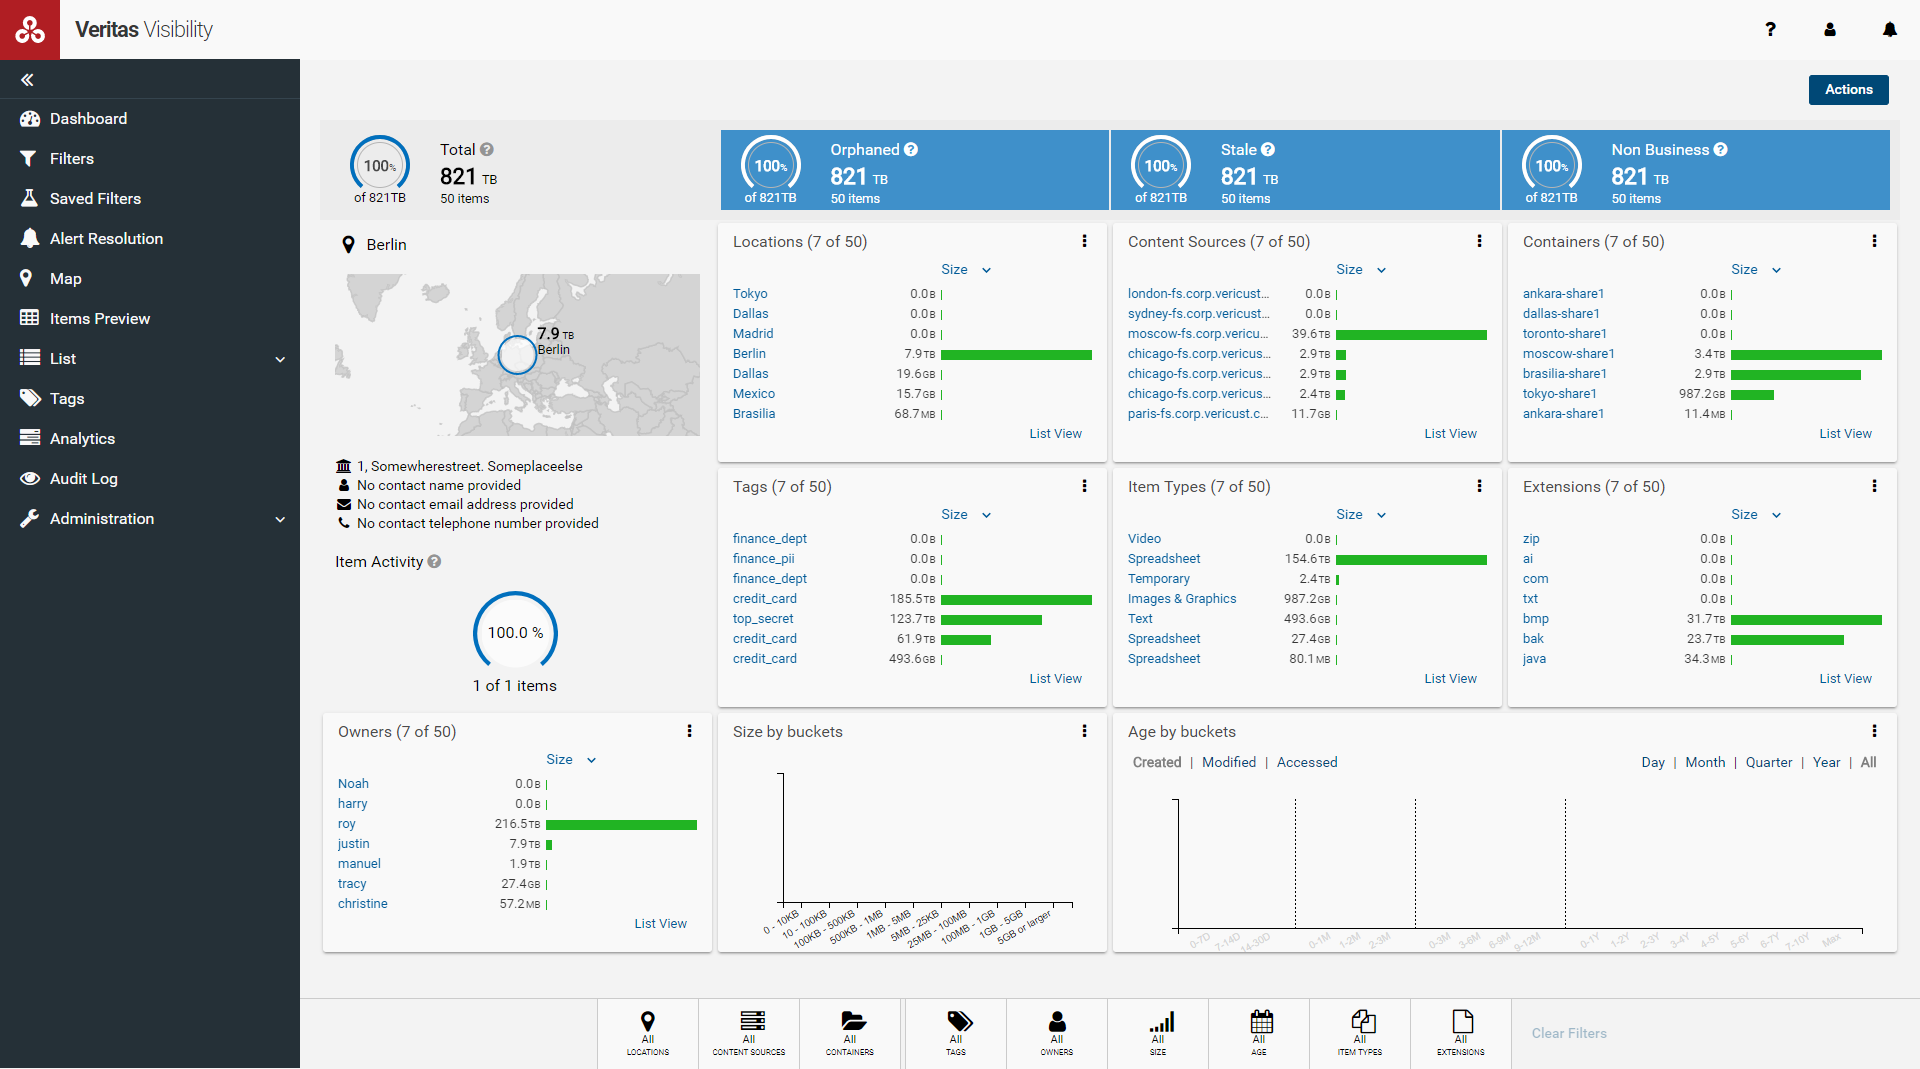 Veritas Visibility
?
Dashboard
Filters
Saved Filters
Alert Resolution
Map
Items Preview
List
Tags
Analytics
Audit Log
Administration
Actions
100%
of 821TB
Total ?
821 TB
50 items
100%
of 821TB
Orphaned ?
821 TB
50 items
100%
of 821TB
Stale ?
821 TB
50 items
100%
of 821TB
Non Business ?
821 TB
50 items
Berlin
7.9 TB
Berlin
1, Somewherestreet. Someplaceelse
No contact name provided
No contact email address provided
No contact telephone number provided
Item Activity ?
100.0 %
1 of 1 items
Locations (7 of 50)
Size
Tokyo 0.0B
Dallas 0.0B
Madrid 0.0B
Berlin 7.9TB
Dallas 19.6GB
Mexico 15.7GB
Brasilia 68.7MB
List View
Content Sources (7 of 50)
Size
london-fs.corp.vericust... 0.0B
sydney-fs.corp.vericust... 0.0B
moscow-fs.corp.vericu... 39.6TB
chicago-fs.corp.vericus... 2.9TB
chicago-fs.corp.vericus... 2.9TB
chicago-fs.corp.vericus... 2.4TB
paris-fs.corp.vericust.c... 11.7GB
List View
Containers (7 of 50)
Size
ankara-share1 0.0B
dallas-share1 0.0B
toronto-share1 0.0B
moscow-share1 3.4TB
brasilia-share1 2.9TB
tokyo-share1 987.2GB
ankara-share1 11.4MB
List View
Tags (7 of 50)
Size
finance_dept 0.0B
finance_pii 0.0B
finance_dept 0.0B
credit_card 185.5TB
top_secret 123.7TB
credit_card 61.9TB
credit_card 493.6GB
List View
Item Types (7 of 50)
Size
Video 0.0B
Spreadsheet 154.6TB
Temporary 2.4TB
Images & Graphics 987.2GB
Text 493.6GB
Spreadsheet 27.4GB
Spreadsheet 80.1MB
List View
Extensions (7 of 50)
Size
zip 0.0B
ai 0.0B
com 0.0B
txt 0.0B
bmp 31.7TB
bak 23.7TB
java 34.3MB
List View
Owners (7 of 50)
Size
Noah 0.0B
harry 0.0B
roy 216.5TB
justin 7.9TB
manuel 1.9TB
tracy 27.4GB
christine 57.2MB
List View
Size by buckets
0 - 10KB
10 - 100KB
100KB - 500KB
500KB - 1MB
1MB - 5MB
5MB - 25KB
25MB - 100MB
100MB - 1GB
1GB - 5GB
5GB or larger
Age by buckets
Created | Modified | Accessed
Day | Month | Quarter | Year | All
0-7D
7-14D
14-30D
0-1M
1-2M
2-3M
0-3M
3-6M
6-9M
9-12M
0-1Y
1-2Y
2-3Y
3-4Y
4-5Y
5-6Y
6-7Y
7-10Y
Max
All
LOCATIONS
All
CONTENT SOURCES
All
CONTAINERS
All
TAGS
All
OWNERS
All
SIZE
All
AGE
All
ITEM TYPES
All
EXTENSIONS
Clear Filters